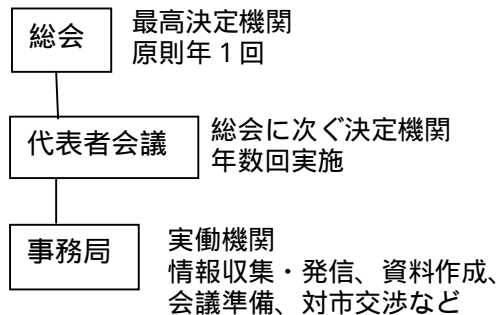 総会
最高決定機関
原則年１回
代表者会議
総会に次ぐ決定機関
年数回実施
事務局
実働機関
情報収集・発信、資料作成、
会議準備、対市交渉など